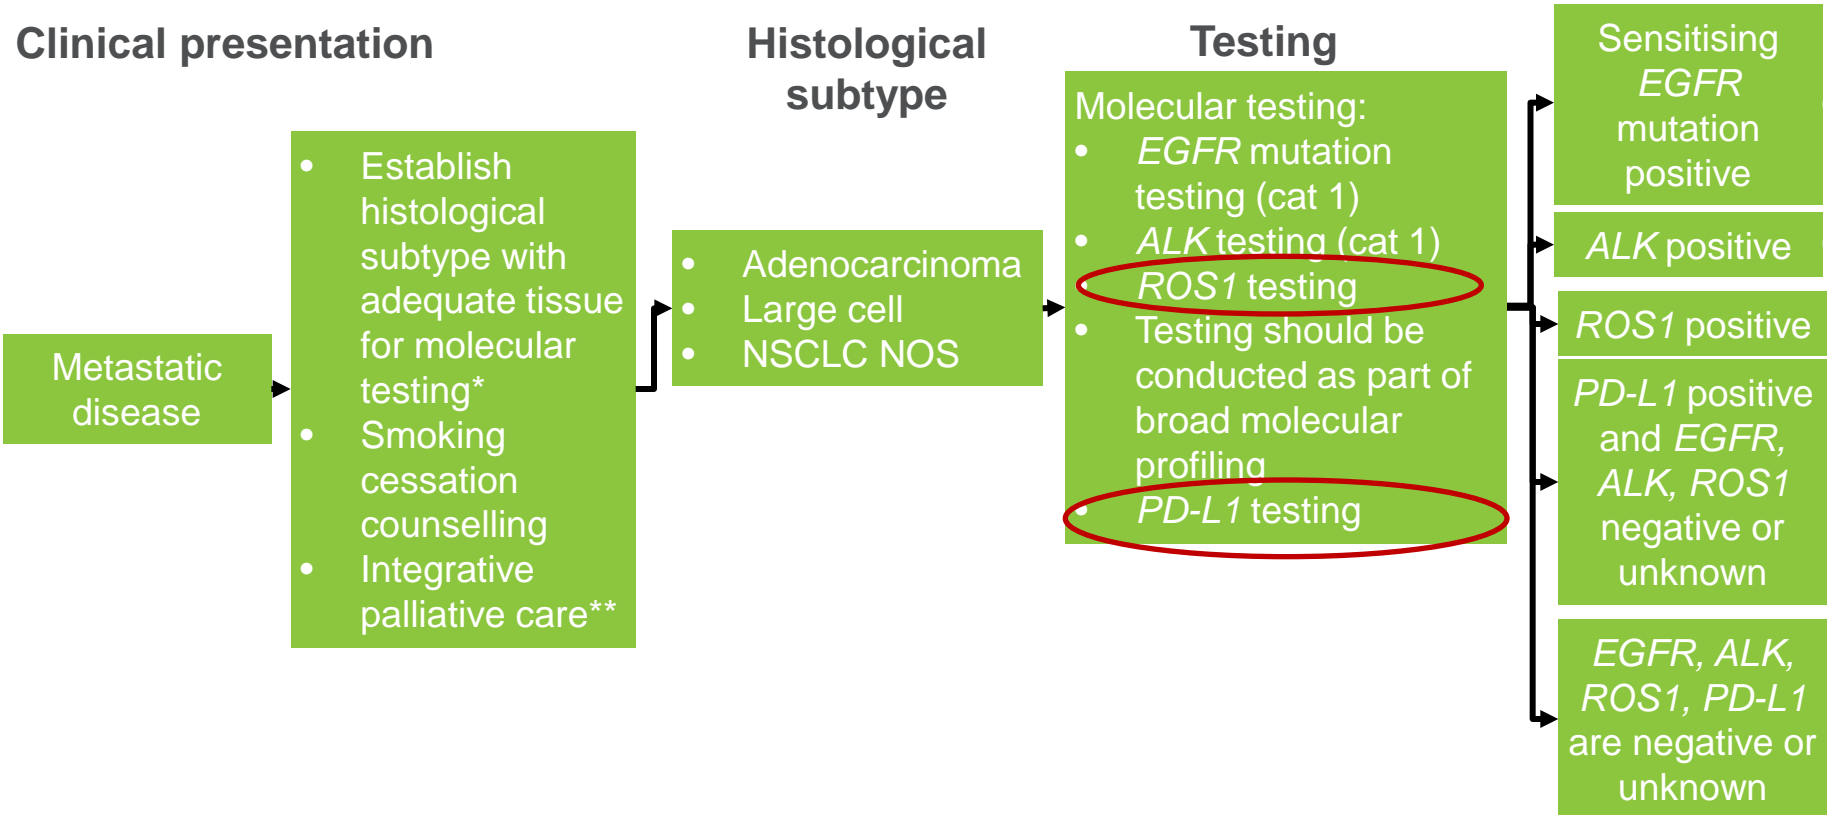 Clinical presentation
Histological
subtype
Testing
Metastatic
disease
• Establish
histological
subtype with
adequate tissue
for molecular
testing*
• Smoking
cessation
counselling
• Integrative
palliative care**
• Adenocarcinoma
• Large cell
• NSCLC NOS
Molecular testing:
• EGFR mutation
testing (cat 1)
• ALK testing (cat 1)
• ROS1 testing
• Testing should be
conducted as part of
broad molecular
profiling
• PD-L1 testing
Sensitising
EGFR
mutation
positive
ALK positive
ROS1 positive
PD-L1 positive
and EGFR,
ALK, ROS1
negative or
unknown
EGFR, ALK,
ROS1, PD-L1
are negative or
unknown